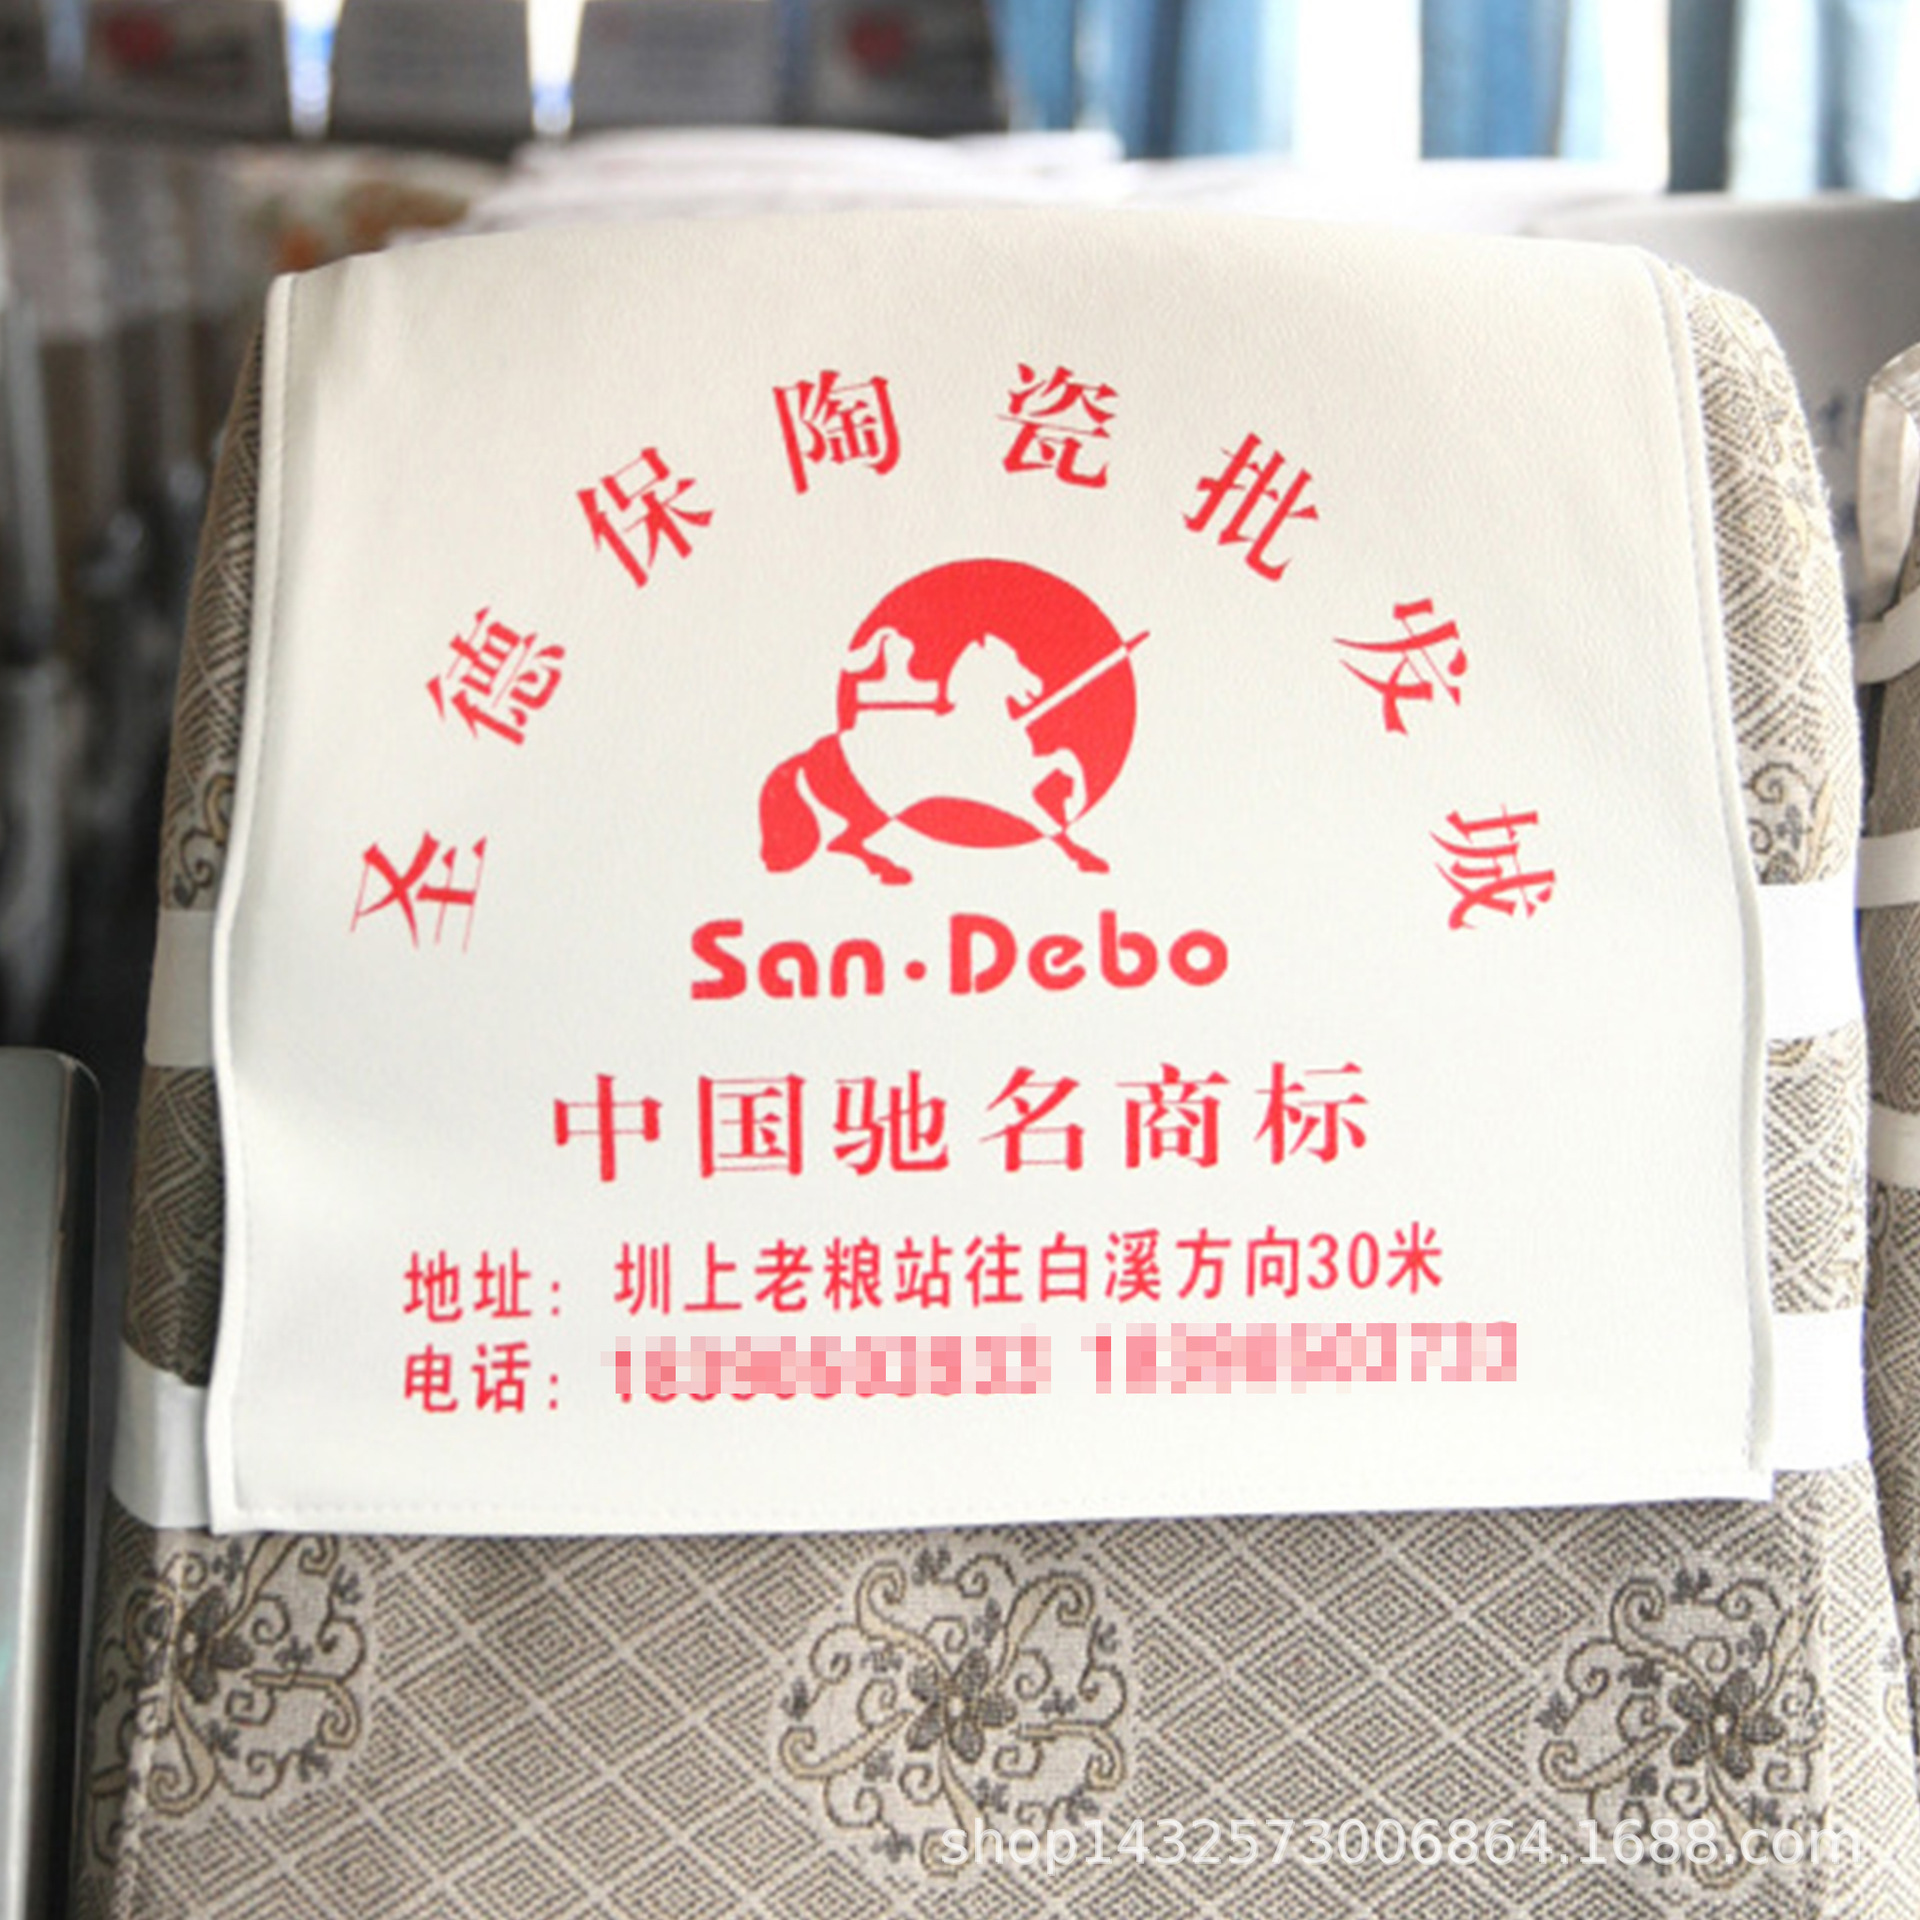 圣德保陶瓷批发城
San·Debo
中国驰名商标
地址：圳上老粮站往白溪方向30米
电话：
shop1432573006864.1688.com